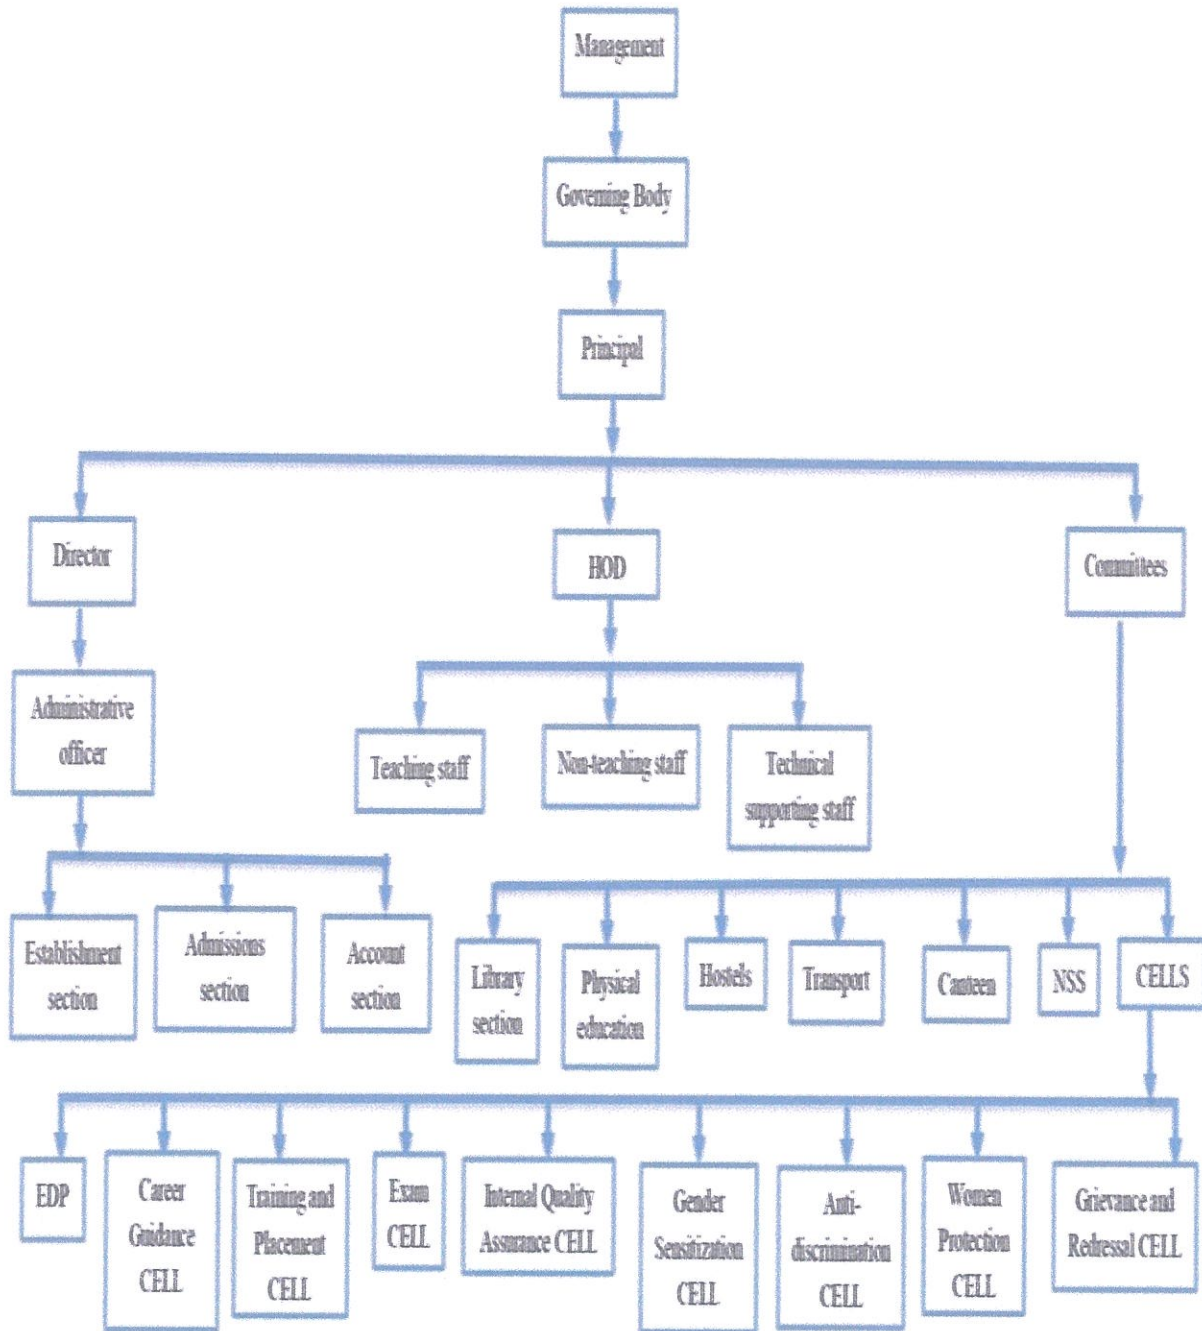 Management
Governing Body
Principal
Director
HOD
Committees
Administrative
officer
Teaching staff
Non-teaching staff
Technical
supporting staff
Establishment
section
Admissions
section
Account
section
Library
section
Physical
education
Hostels
Transport
Canteen
NSS
CELLS
EDP
Career
Guidance
CELL
Training and
Placement
CELL
Exam
CELL
Internal Quality
Assurance CELL
Gender
Sensitization
CELL
Anti-
discrimination
CELL
Women
Protection
CELL
Grievance and
Redressal CELL